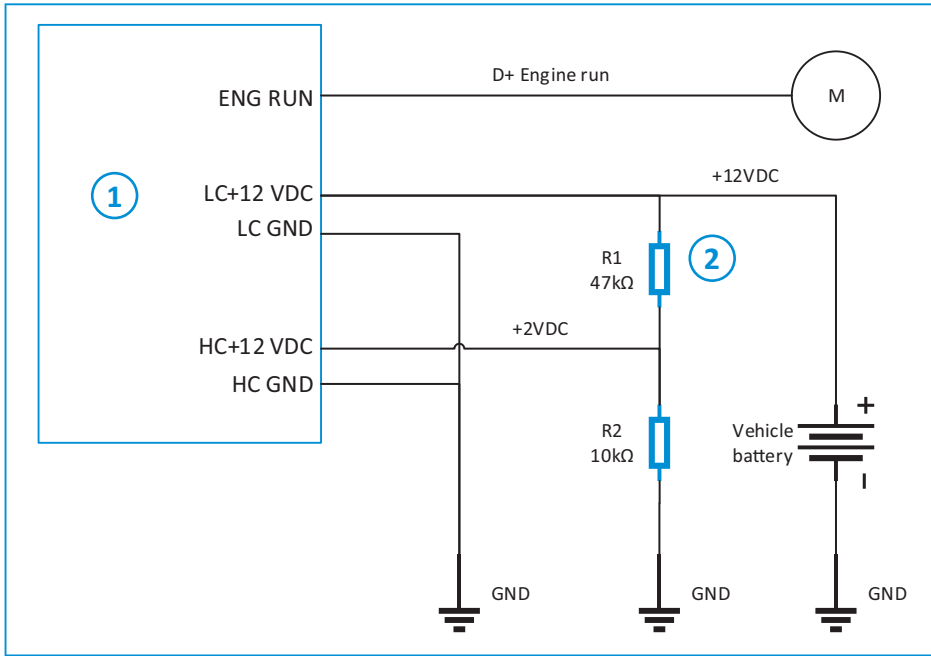 D+ Engine run
ENG RUN
M
1
LC+12 VDC
+12VDC
LC GND
R1
47kΩ
2
+2VDC
HC+12 VDC
HC GND
R2
10kΩ
Vehicle
battery
+
–
GND
GND
GND